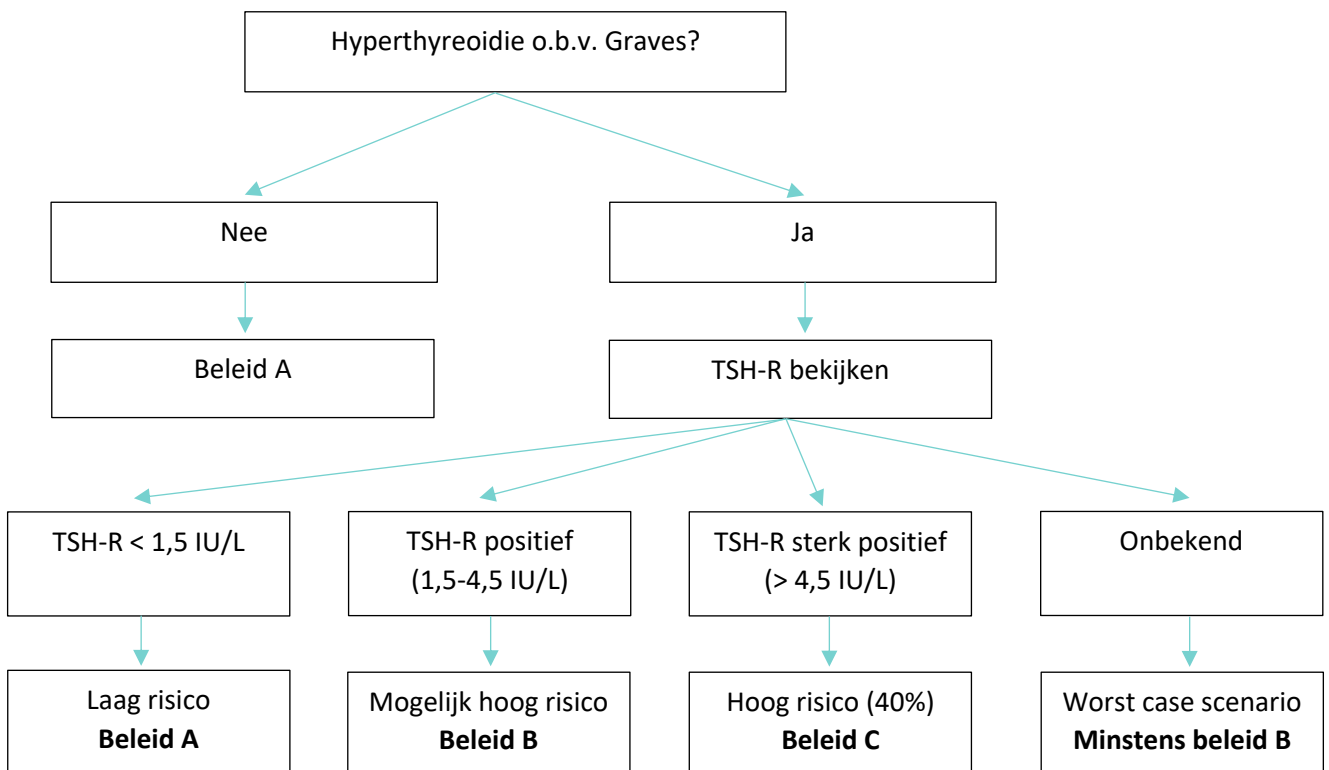 Hyperthyreoidie o.b.v. Graves?
Nee
Ja
Beleid A
TSH-R bekijken
TSH-R < 1,5 IU/L
TSH-R positief
(1,5-4,5 IU/L)
TSH-R sterk positief
(> 4,5 IU/L)
Onbekend
Laag risico
Beleid A
Mogelijk hoog risico
Beleid B
Hoog risico (40%)
Beleid C
Worst case scenario
Minstens beleid B